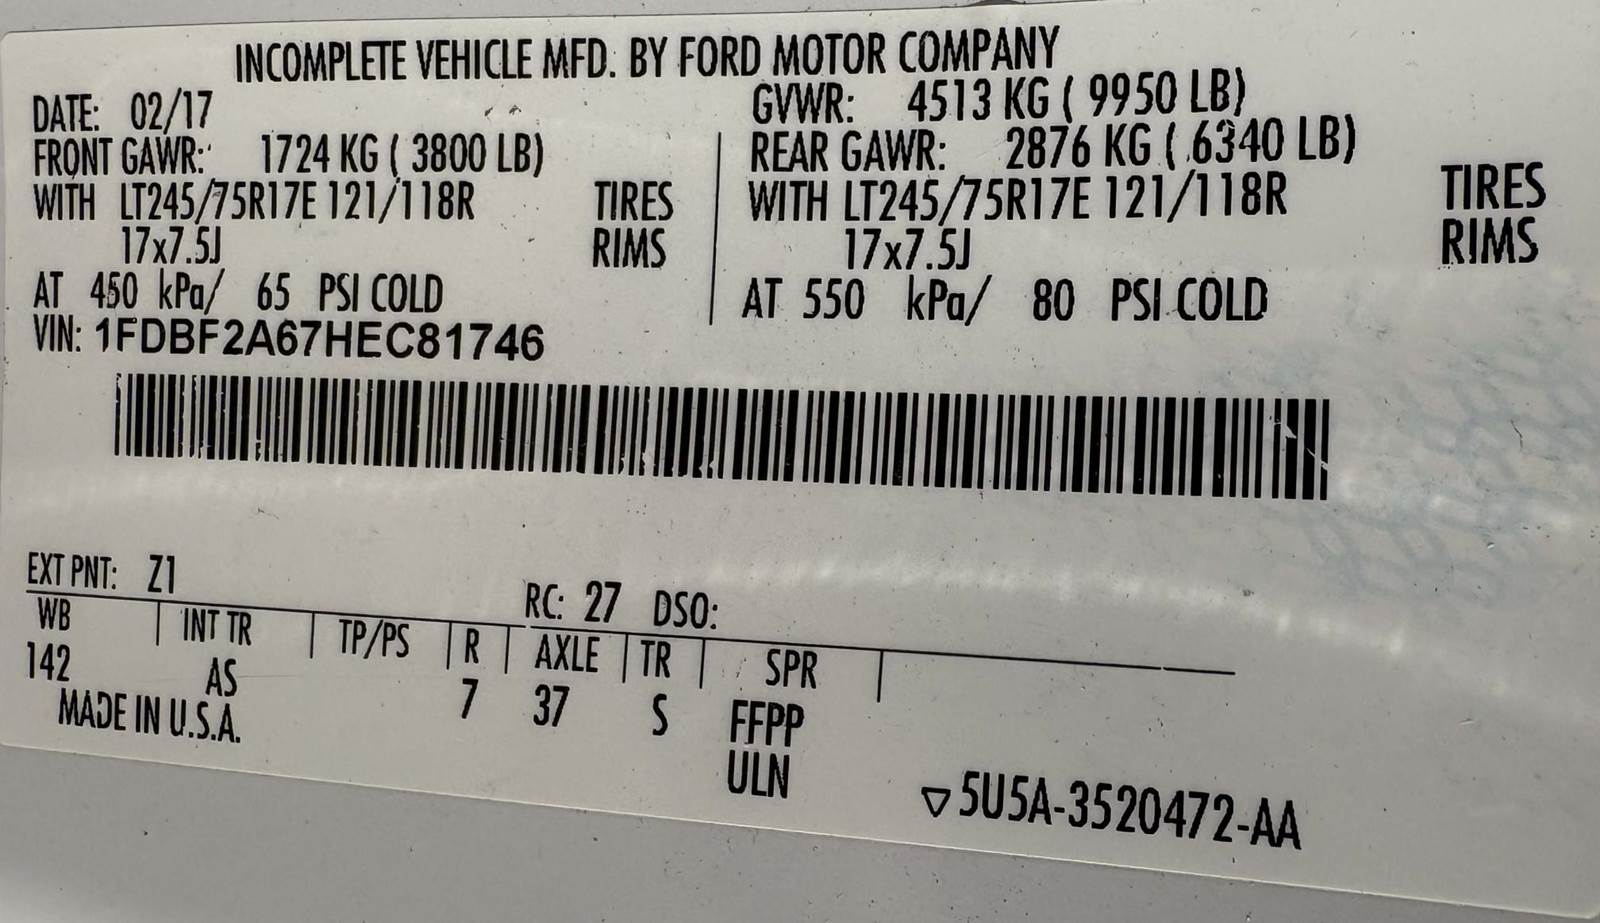 INCOMPLETE VEHICLE MFD. BY FORD MOTOR COMPANY
DATE: 02/17 GVWR: 4513 KG ( 9950 LB)
FRONT GAWR: 1724 KG ( 3800 LB) REAR GAWR: 2876 KG ( 6340 LB)
WITH LT245/75R17E 121/118R TIRES WITH LT245/75R17E 121/118R TIRES
17x7.5J RIMS 17x7.5J RIMS
AT 450 kPa/ 65 PSI COLD AT 550 kPa/ 80 PSI COLD
VIN: 1FDBF2A67HEC81746
EXT PNT: Z1 RC: 27 DSO:
WB INT TR TP/PS R AXLE TR SPR
142 AS 7 37 S FFPP
MADE IN U.S.A. ULN
▽5U5A-3520472-AA